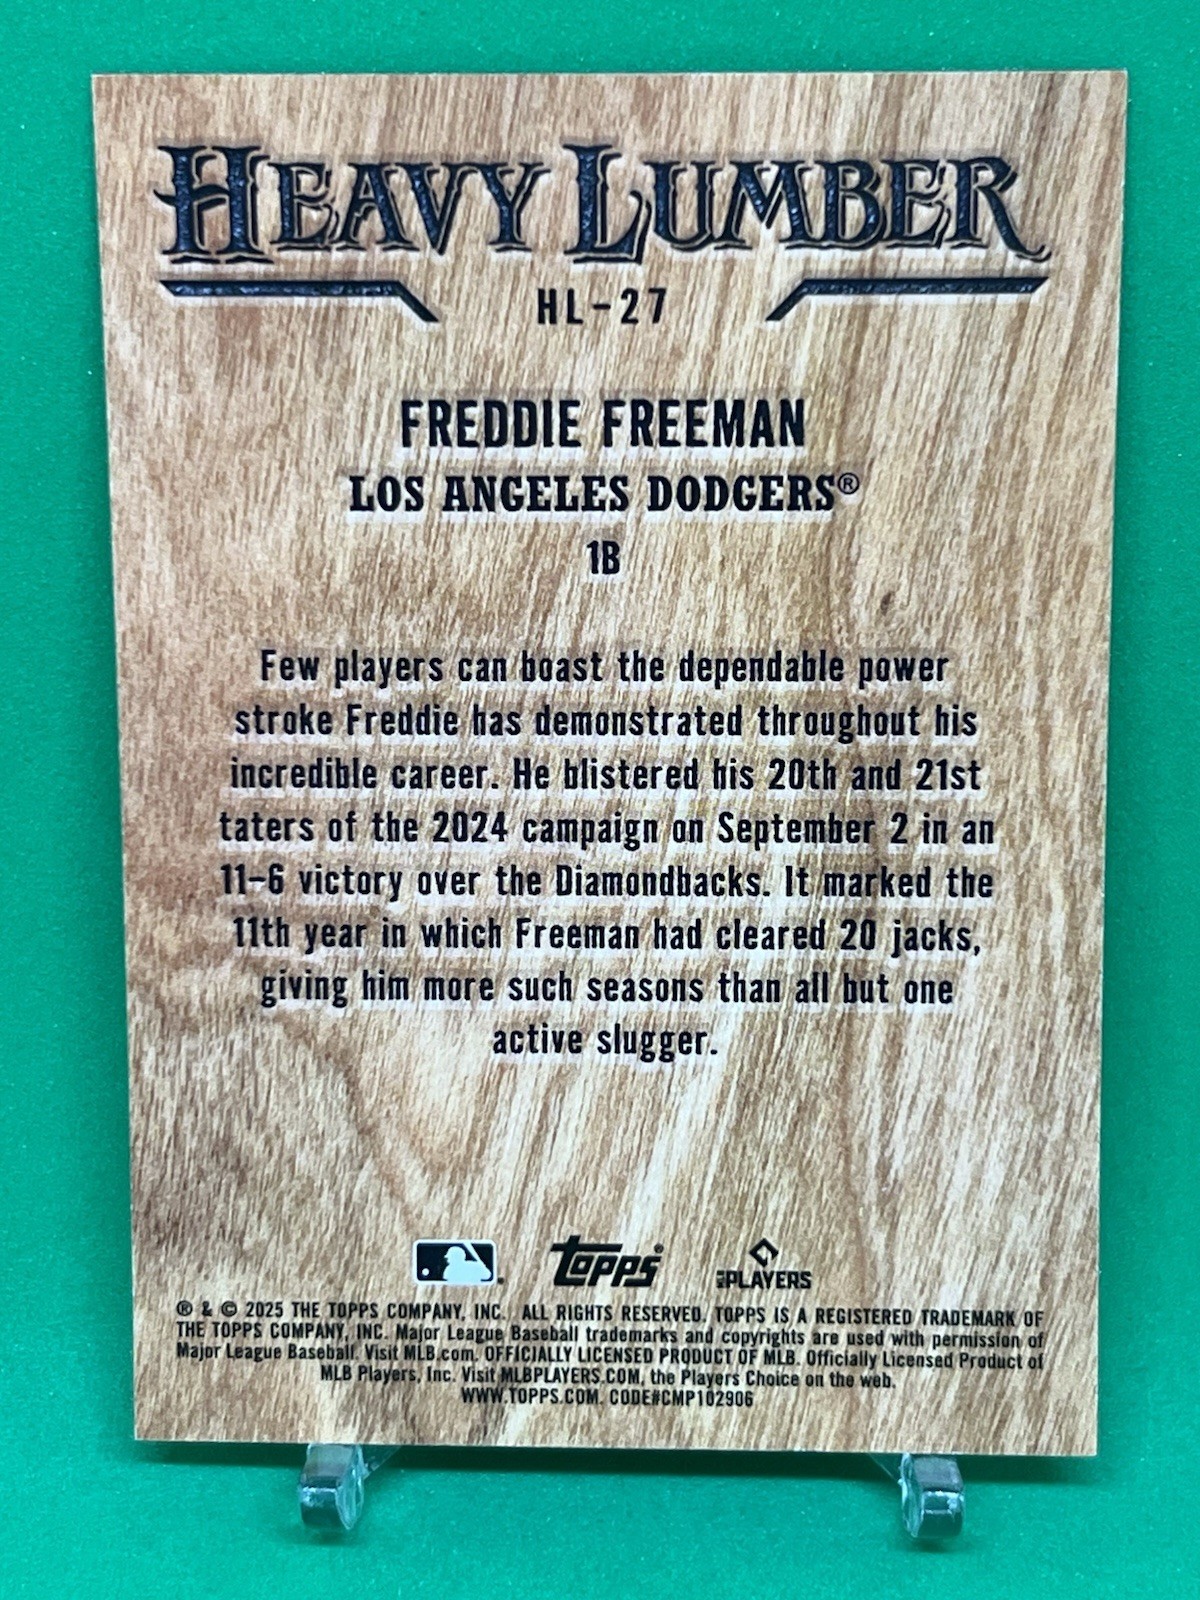 HEAVY LUMBER
HL-27
FREDDIE FREEMAN
LOS ANGELES DODGERS®
1B
Few players can boast the dependable power
stroke Freddie has demonstrated throughout his
incredible career. He blistered his 20th and 21st
taters of the 2024 campaign on September 2 in an
11-6 victory over the Diamondbacks. It marked the
11th year in which Freeman had cleared 20 jacks,
giving him more such seasons than all but one
active slugger.
topps® MLB PLAYERS
® & © 2025 THE TOPPS COMPANY, INC. ALL RIGHTS RESERVED. TOPPS IS A REGISTERED TRADEMARK OF
THE TOPPS COMPANY, INC. Major League Baseball trademarks and copyrights are used with permission of
Major League Baseball. Visit MLB.com. OFFICIALLY LICENSED PRODUCT OF MLB. Officially Licensed Product of
MLB Players, Inc. Visit MLBPLAYERS.COM, the Players Choice on the web.
WWW.TOPPS.COM. CODE#CMP102906